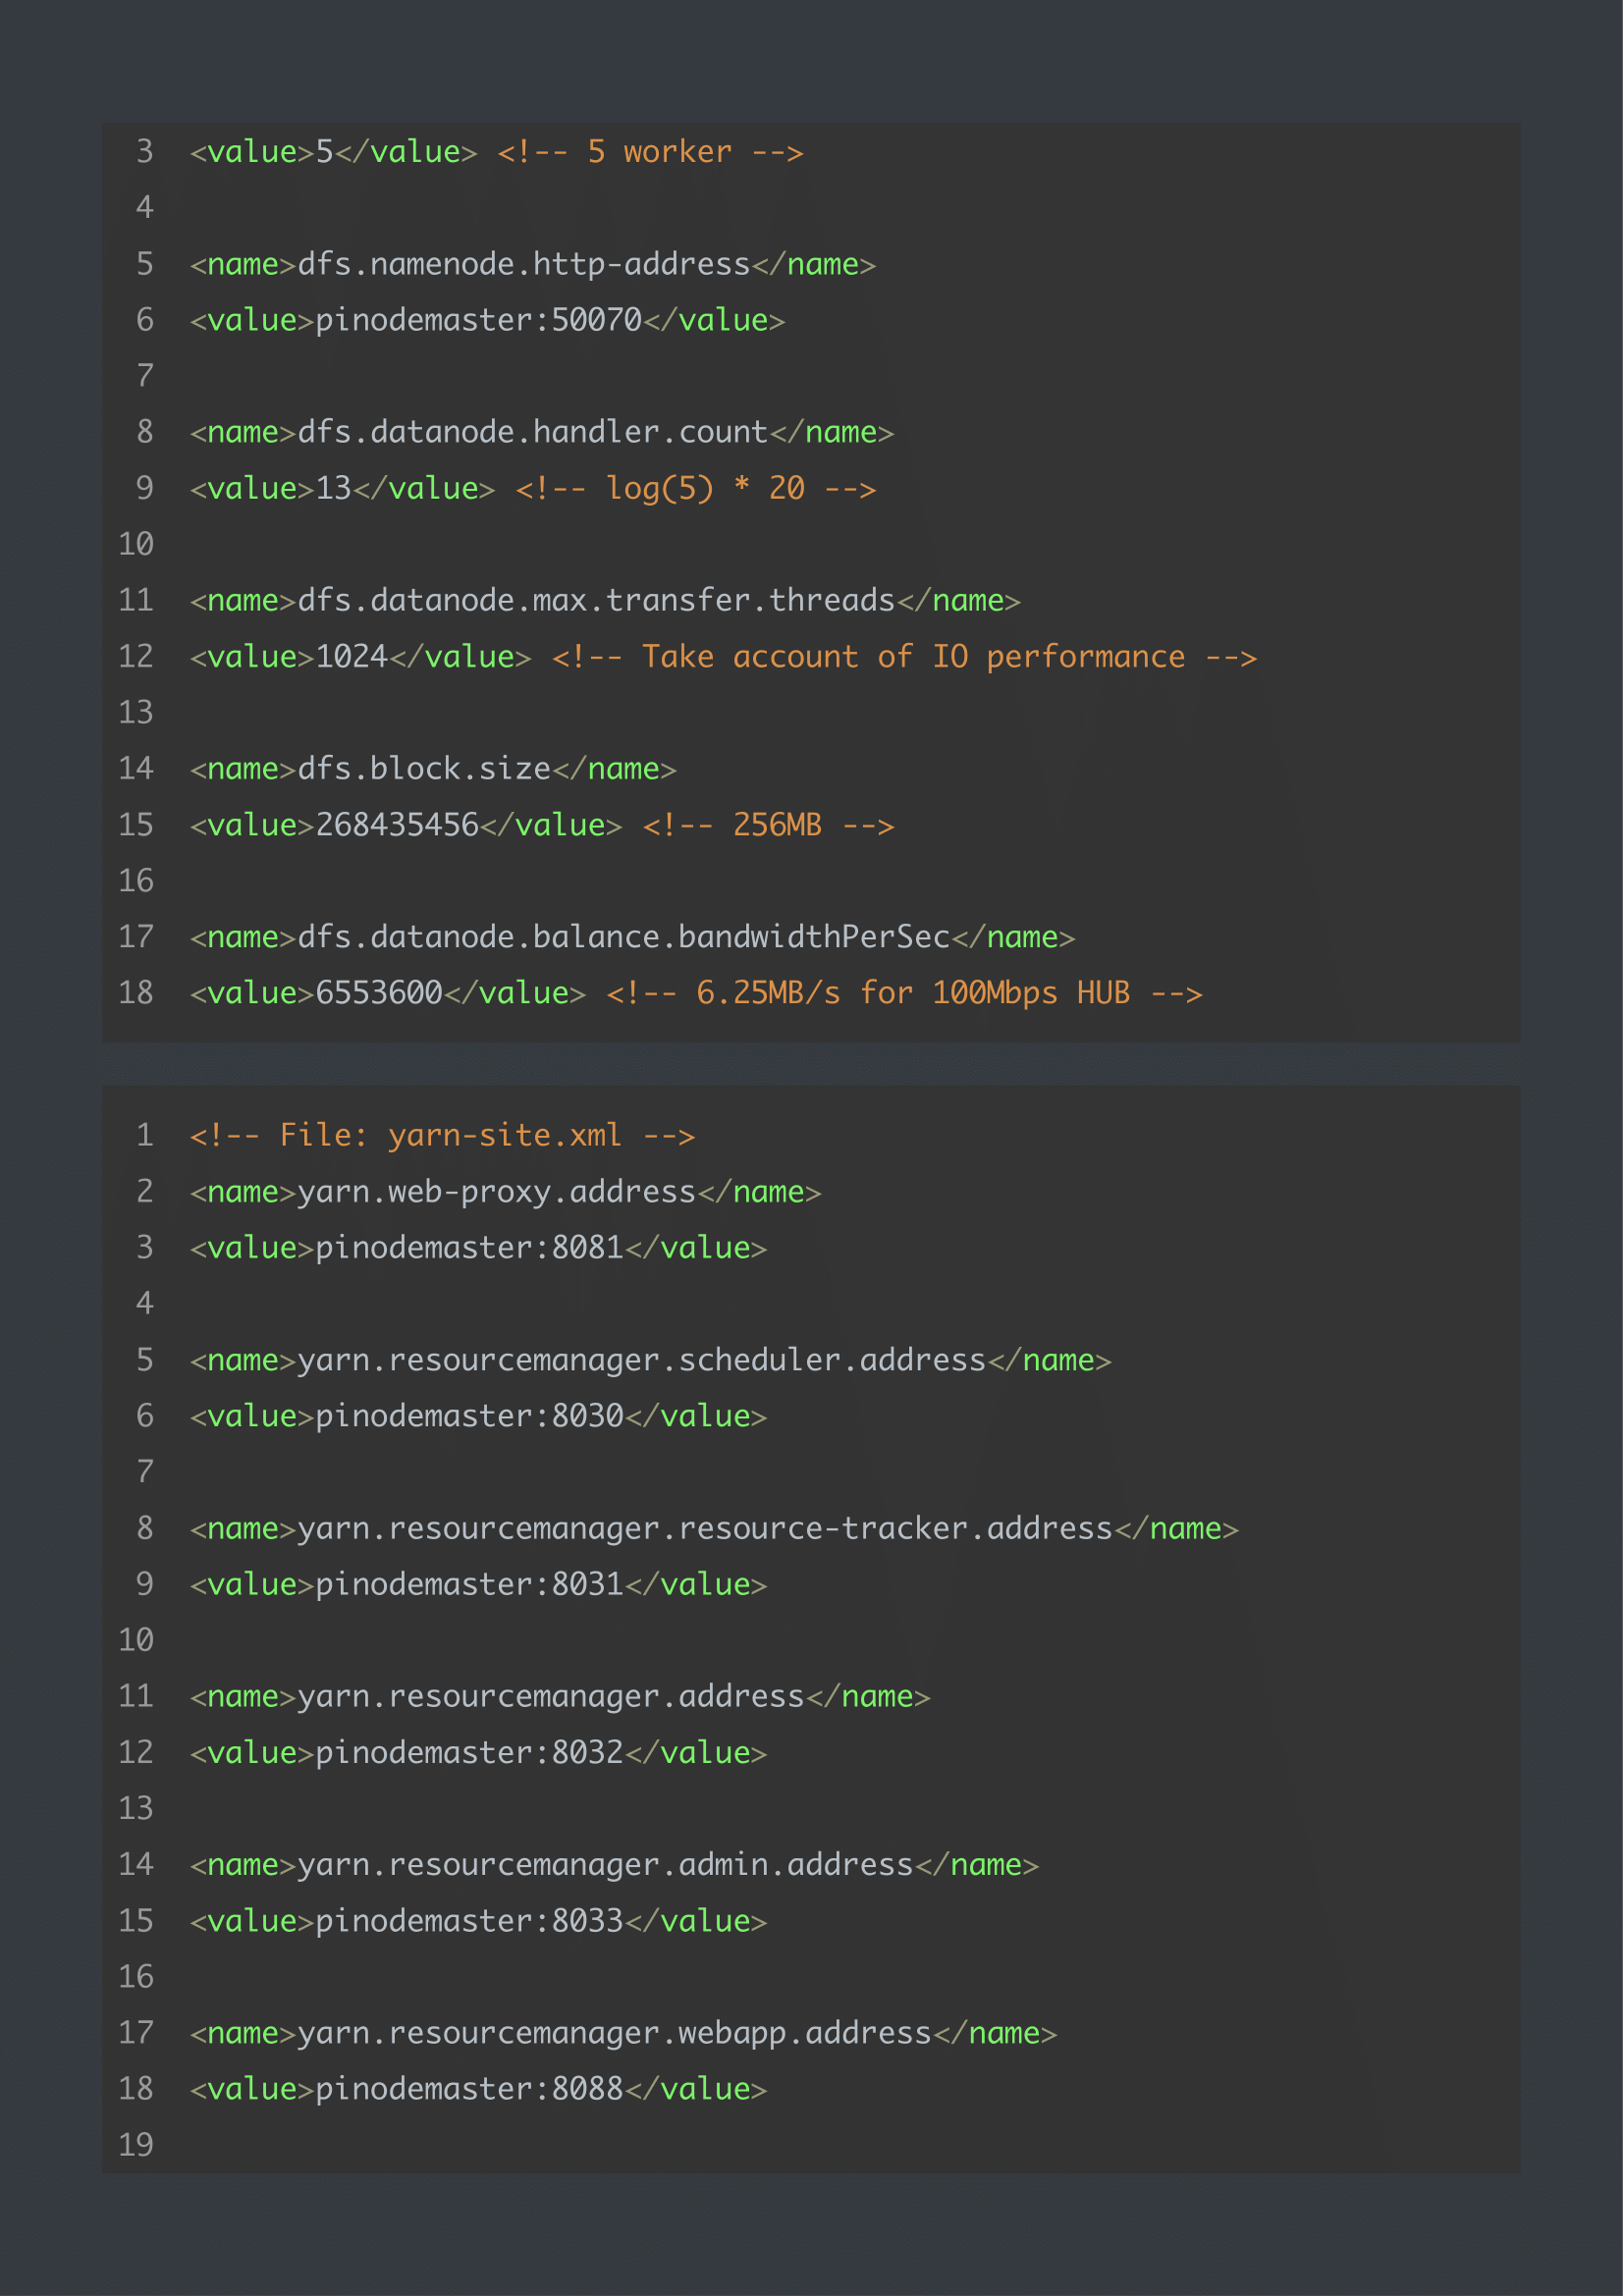 3 <value>5</value> <!-- 5 worker -->
4
5 <name>dfs.namenode.http-address</name>
6 <value>pinodemaster:50070</value>
7
8 <name>dfs.datanode.handler.count</name>
9 <value>13</value> <!-- log(5) * 20 -->
10
11 <name>dfs.datanode.max.transfer.threads</name>
12 <value>1024</value> <!-- Take account of IO performance -->
13
14 <name>dfs.block.size</name>
15 <value>268435456</value> <!-- 256MB -->
16
17 <name>dfs.datanode.balance.bandwidthPerSec</name>
18 <value>6553600</value> <!-- 6.25MB/s for 100Mbps HUB -->
1 <!-- File: yarn-site.xml -->
2 <name>yarn.web-proxy.address</name>
3 <value>pinodemaster:8081</value>
4
5 <name>yarn.resourcemanager.scheduler.address</name>
6 <value>pinodemaster:8030</value>
7
8 <name>yarn.resourcemanager.resource-tracker.address</name>
9 <value>pinodemaster:8031</value>
10
11 <name>yarn.resourcemanager.address</name>
12 <value>pinodemaster:8032</value>
13
14 <name>yarn.resourcemanager.admin.address</name>
15 <value>pinodemaster:8033</value>
16
17 <name>yarn.resourcemanager.webapp.address</name>
18 <value>pinodemaster:8088</value>
19